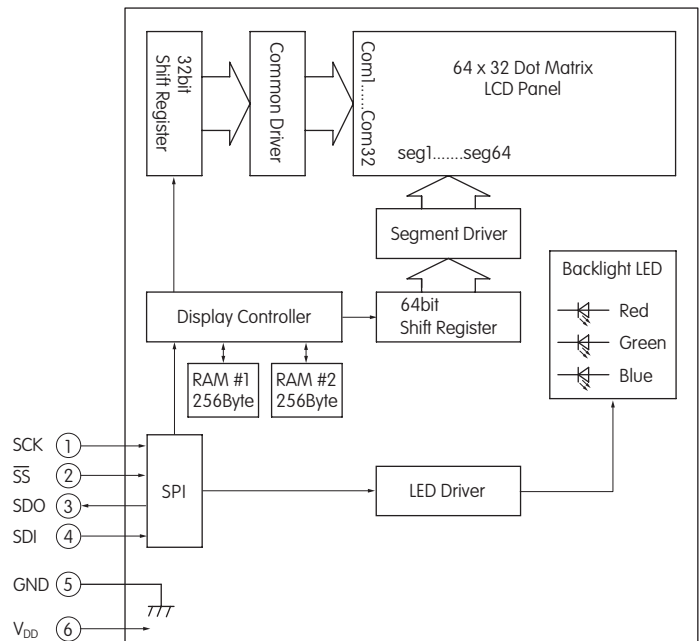 32bit
Shift Register
Common Driver
Com1......Com32
64 x 32 Dot Matrix
LCD Panel
seg1.......seg64
Segment Driver
Backlight LED
Red
Green
Blue
Display Controller
64bit
Shift Register
RAM #1
256Byte
RAM #2
256Byte
SCK 1
S̅S̅ 2
SDO 3
SDI 4
SPI
LED Driver
GND 5
VDD 6